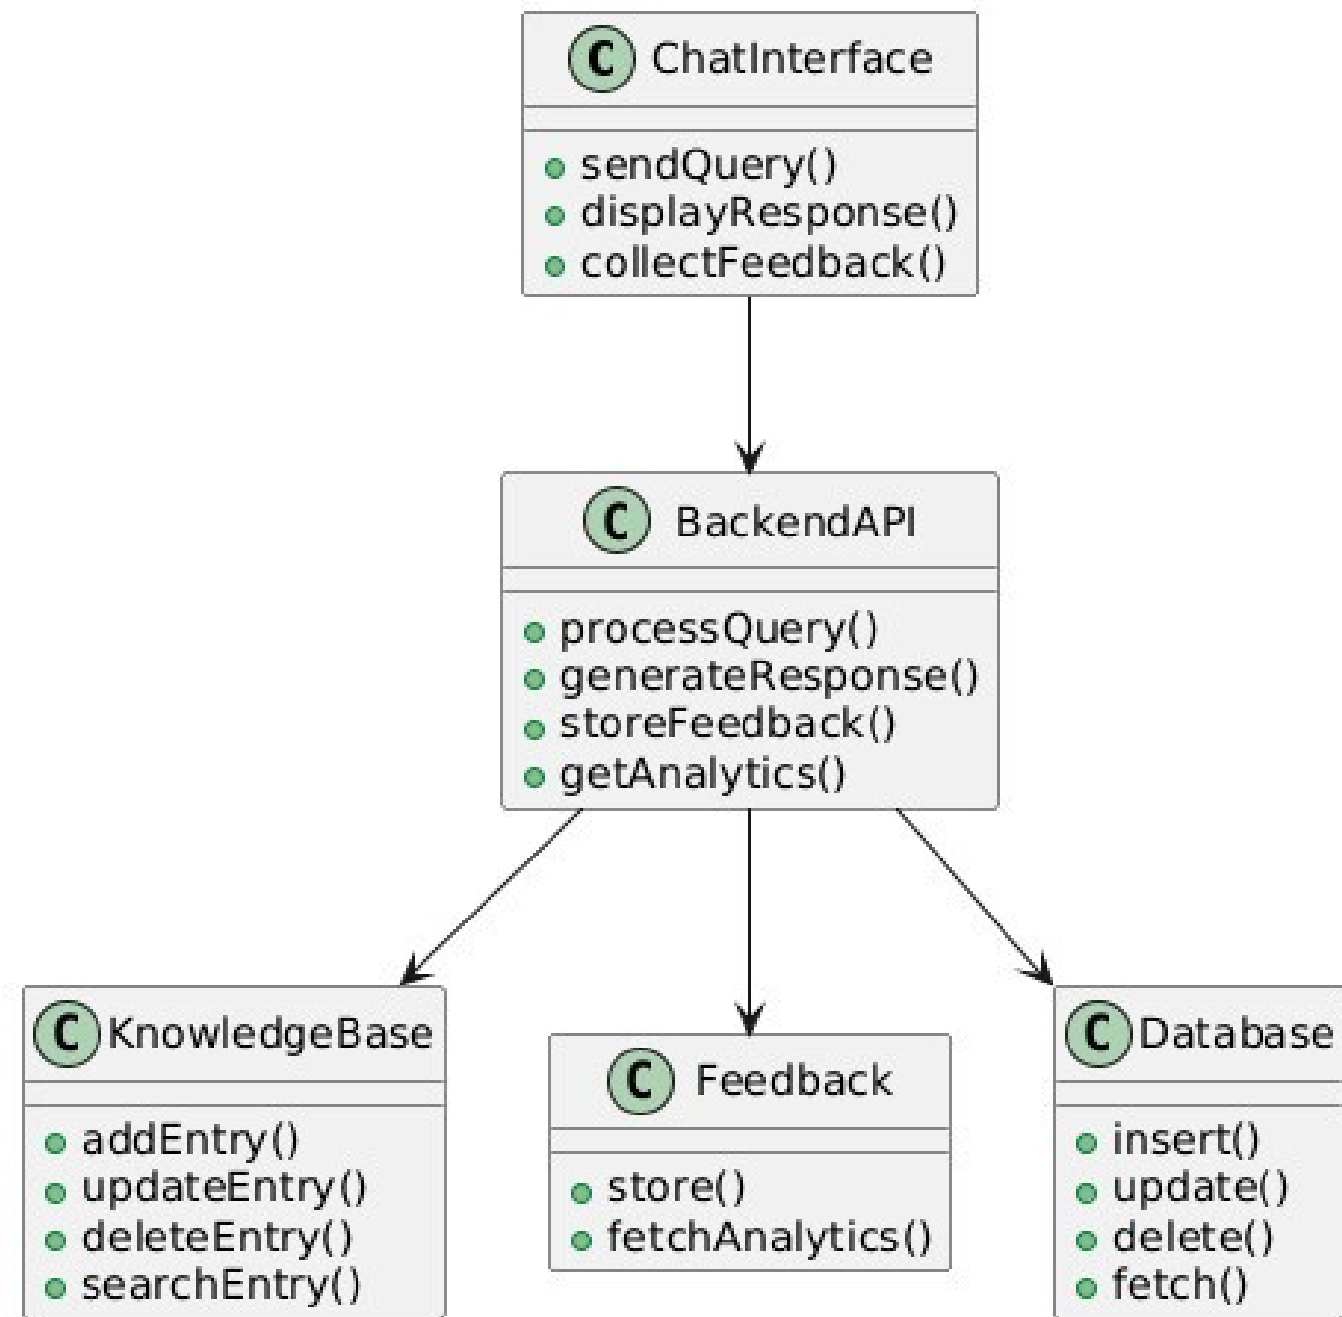 C ChatInterface
sendQuery()
displayResponse()
collectFeedback()
C BackendAPI
processQuery()
generateResponse()
storeFeedback()
getAnalytics()
C KnowledgeBase
addEntry()
updateEntry()
deleteEntry()
searchEntry()
C Feedback
store()
fetchAnalytics()
C Database
insert()
update()
delete()
fetch()